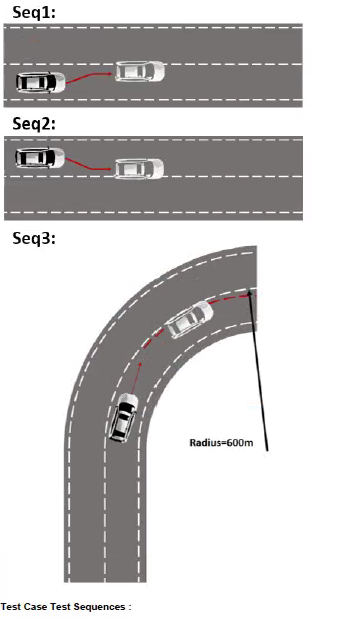 Seq1:
Seq2:
Seq3:
Radius=600m
Test Case Test Sequences :